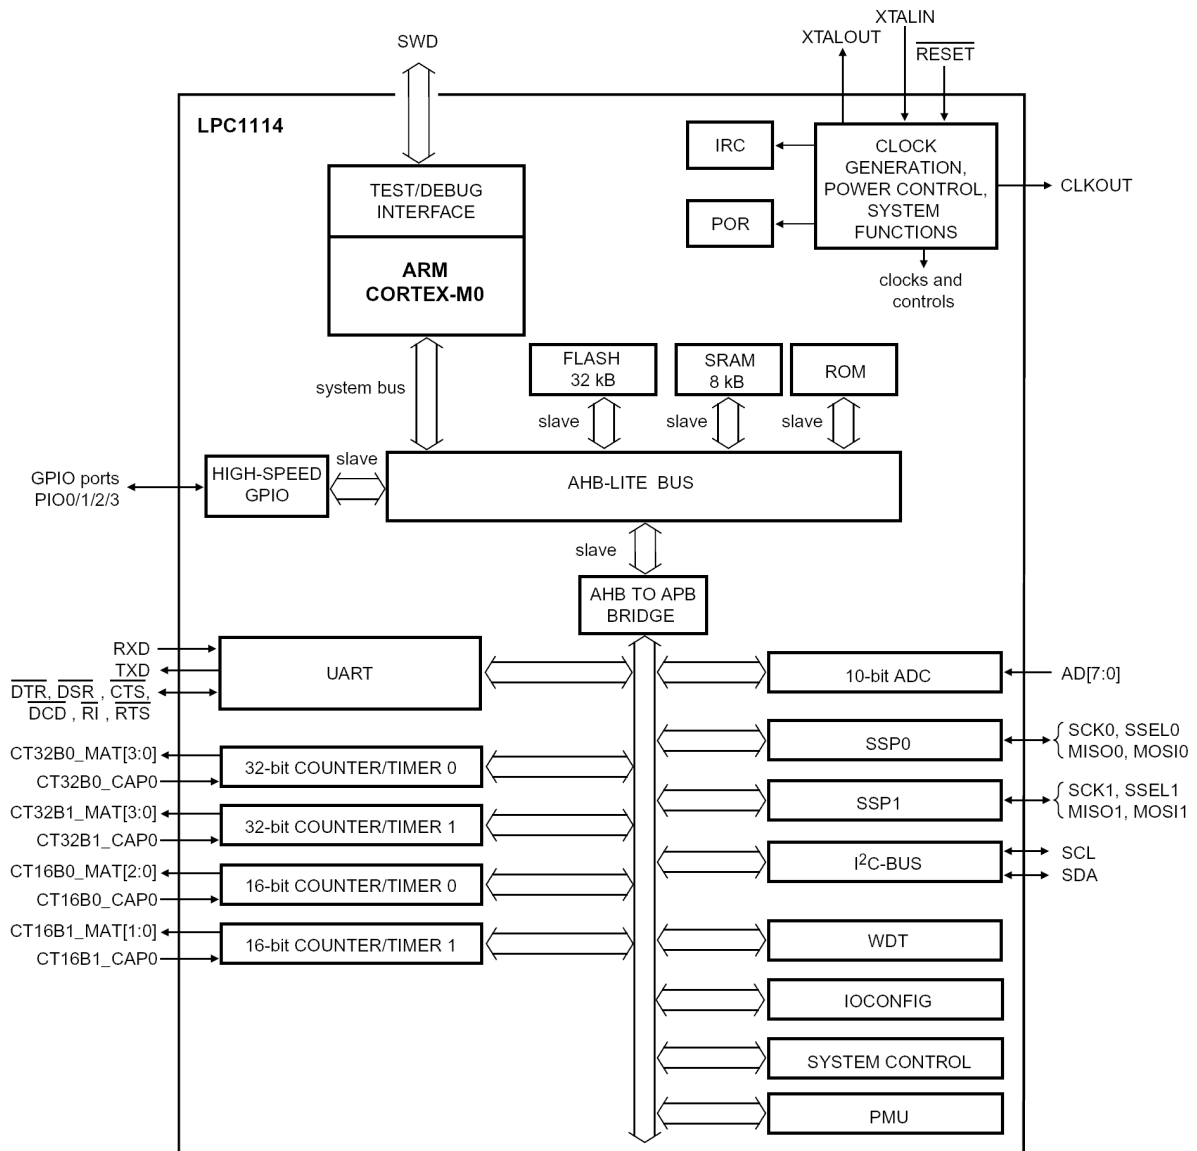 XTALIN
XTALOUT
RESET
SWD
LPC1114
IRC
POR
CLOCK
GENERATION,
POWER CONTROL,
SYSTEM
FUNCTIONS
CLKOUT
clocks and
controls
TEST/DEBUG
INTERFACE
ARM
CORTEX-M0
system bus
FLASH
32 kB
SRAM
8 kB
ROM
slave
slave
slave
GPIO ports
PIO0/1/2/3
HIGH-SPEED
GPIO
slave
AHB-LITE BUS
slave
AHB TO APB
BRIDGE
RXD
TXD
DTR, DSR , CTS,
DCD , RI , RTS
UART
10-bit ADC
AD[7:0]
SSP0
SCK0, SSEL0
MISO0, MOSI0
CT32B0_MAT[3:0]
CT32B0_CAP0
32-bit COUNTER/TIMER 0
SSP1
SCK1, SSEL1
MISO1, MOSI1
CT32B1_MAT[3:0]
CT32B1_CAP0
32-bit COUNTER/TIMER 1
I²C-BUS
SCL
SDA
CT16B0_MAT[2:0]
CT16B0_CAP0
16-bit COUNTER/TIMER 0
CT16B1_MAT[1:0]
CT16B1_CAP0
16-bit COUNTER/TIMER 1
WDT
IOCONFIG
SYSTEM CONTROL
PMU